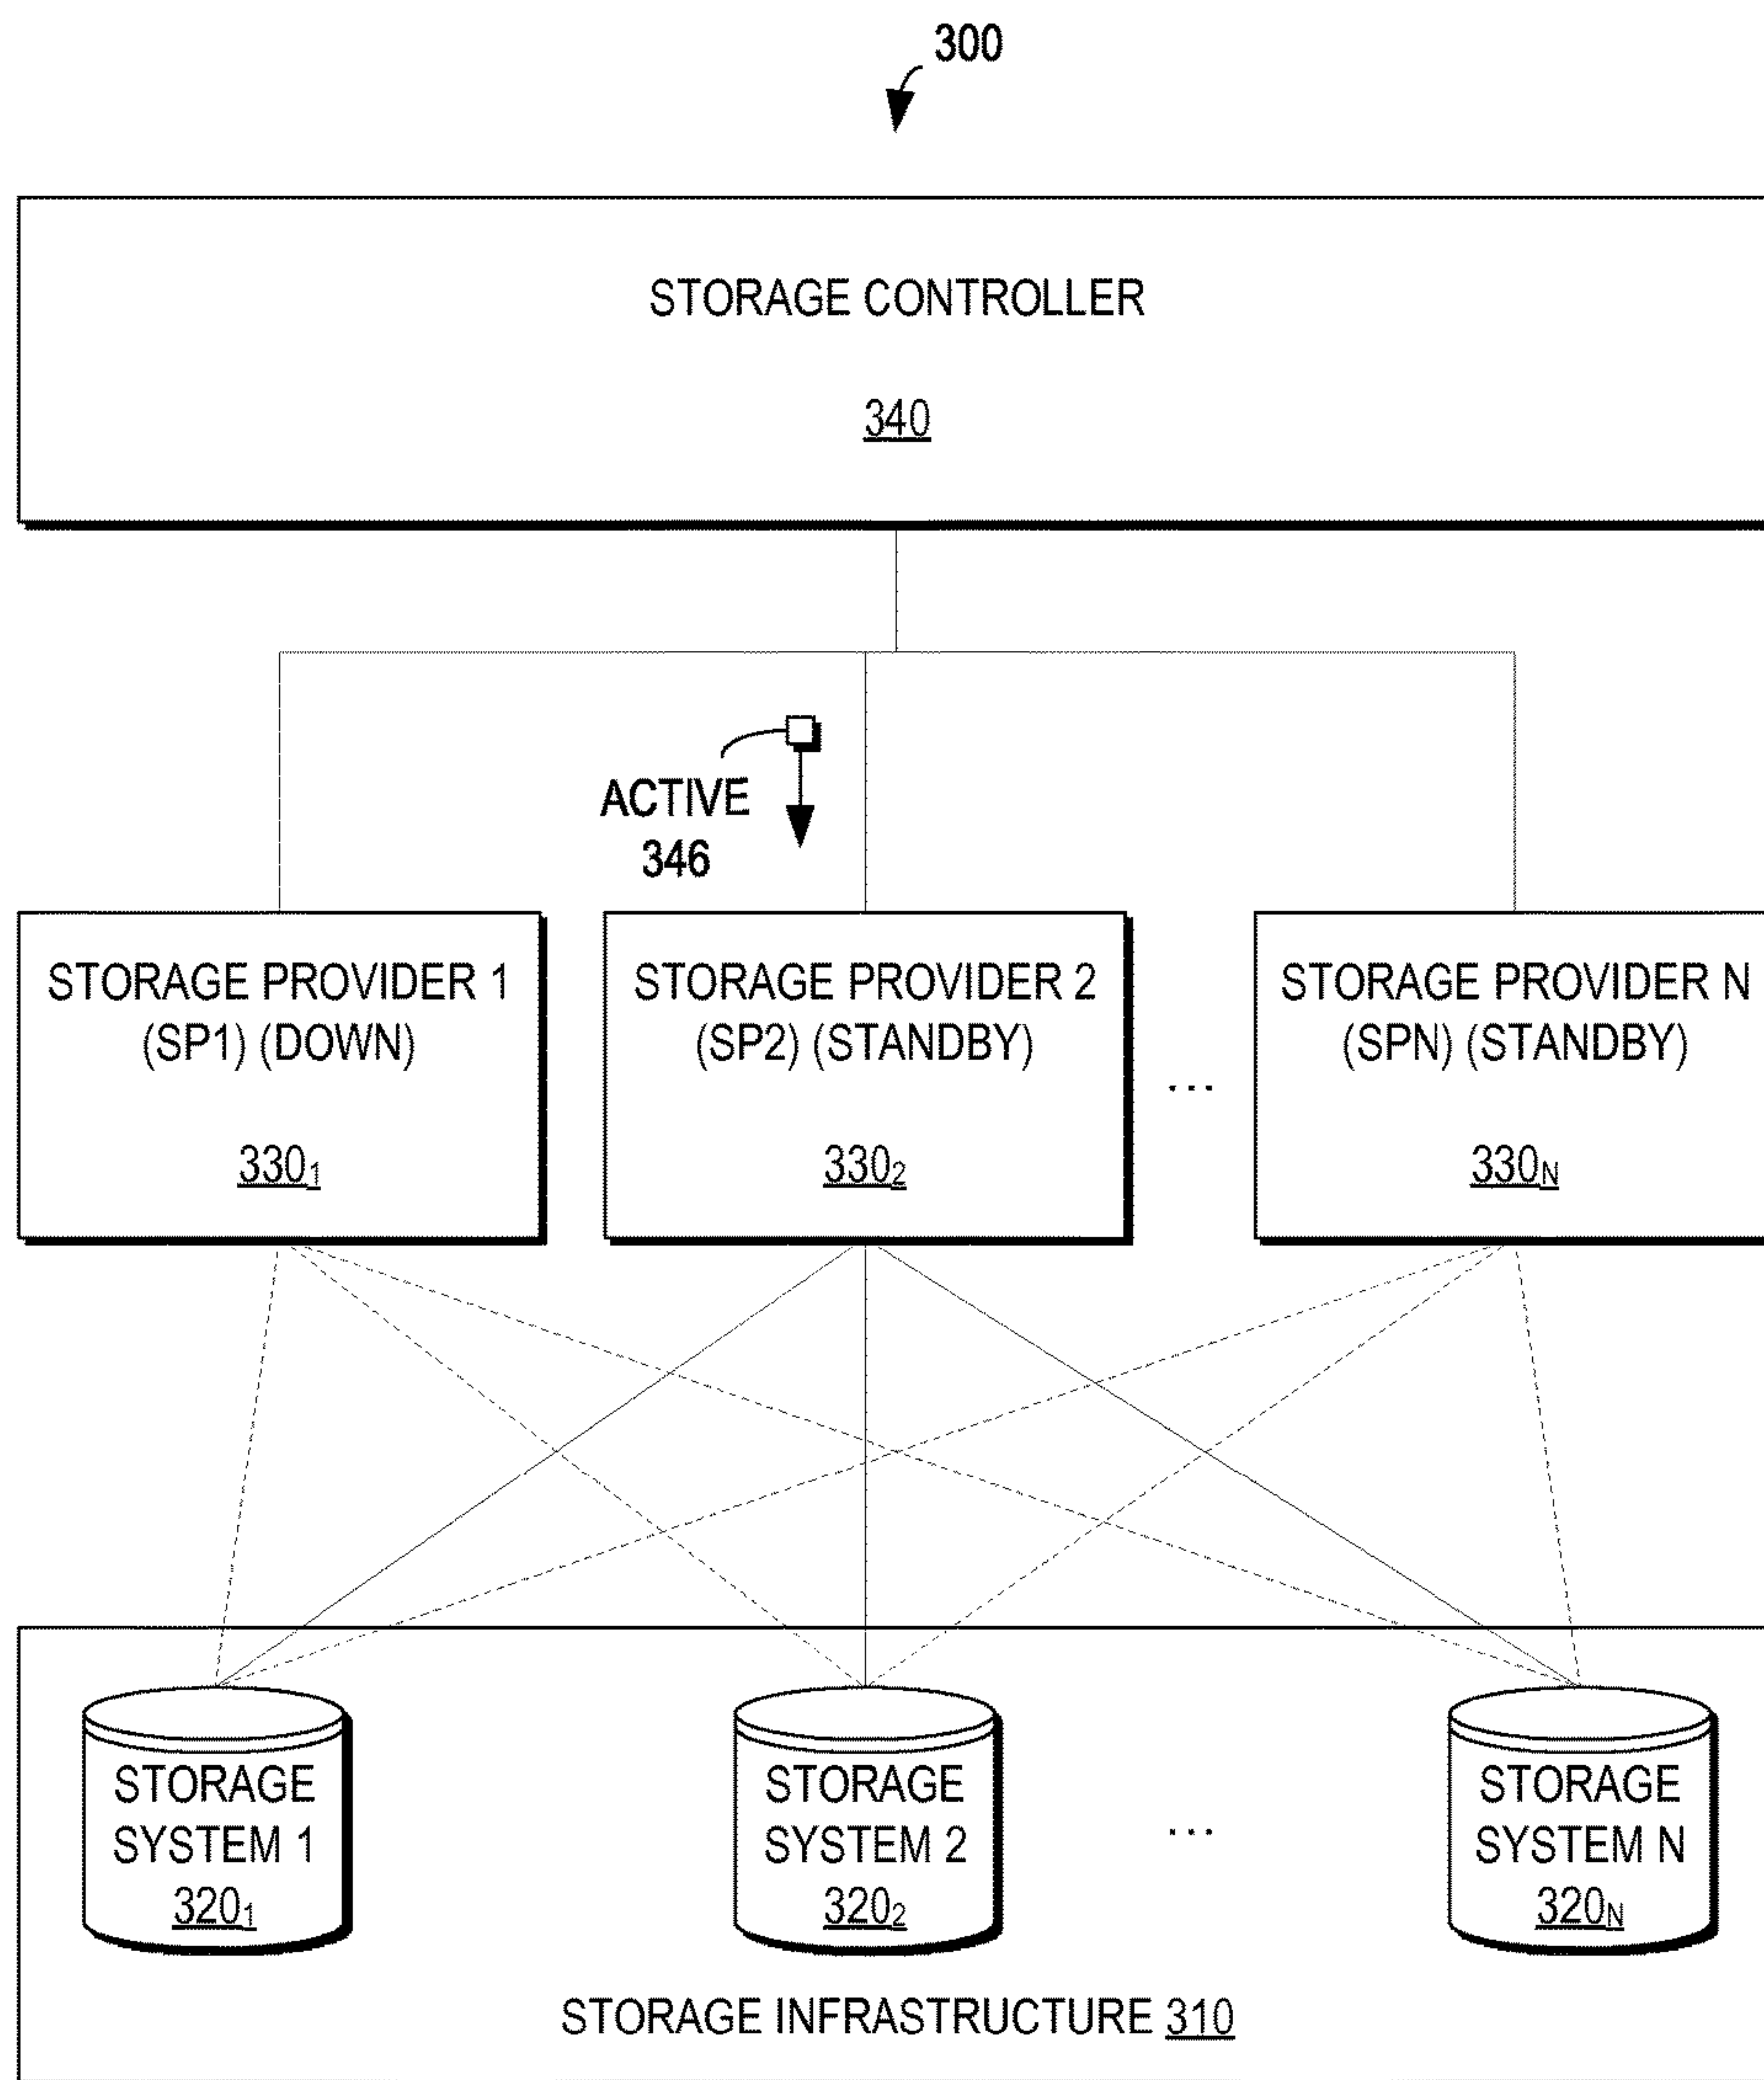 300
STORAGE CONTROLLER
340
ACTIVE
346
STORAGE PROVIDER 1
(SP1) (DOWN)
330₁
STORAGE PROVIDER 2
(SP2) (STANDBY)
330₂
...
STORAGE PROVIDER N
(SPN) (STANDBY)
330N
STORAGE
SYSTEM 1
320₁
STORAGE
SYSTEM 2
320₂
...
STORAGE
SYSTEM N
320N
STORAGE INFRASTRUCTURE 310